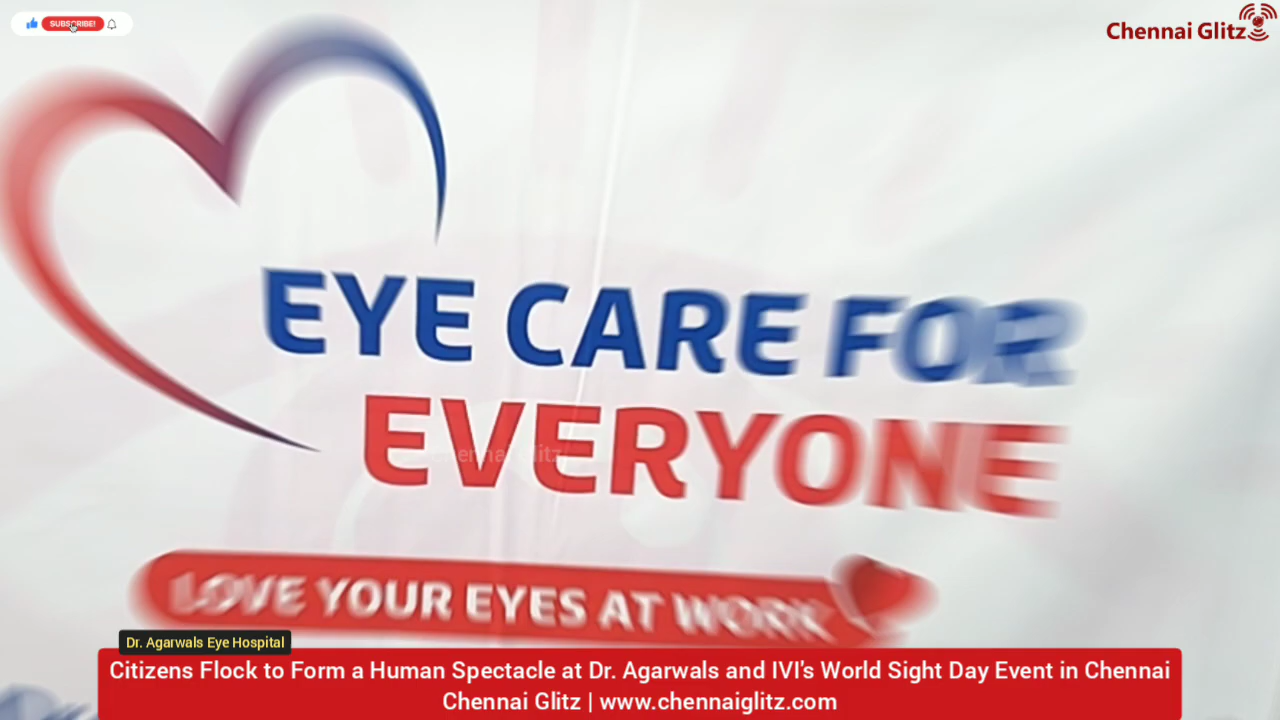 SUBSCRIBE!
Chennai Glitz
EYE CARE FOR
EVERYONE
Chennai Glitz
LOVE YOUR EYES AT WORK
Dr. Agarwals Eye Hospital
Citizens Flock to Form a Human Spectacle at Dr. Agarwals and IVI's World Sight Day Event in Chennai
Chennai Glitz | www.chennaiglitz.com